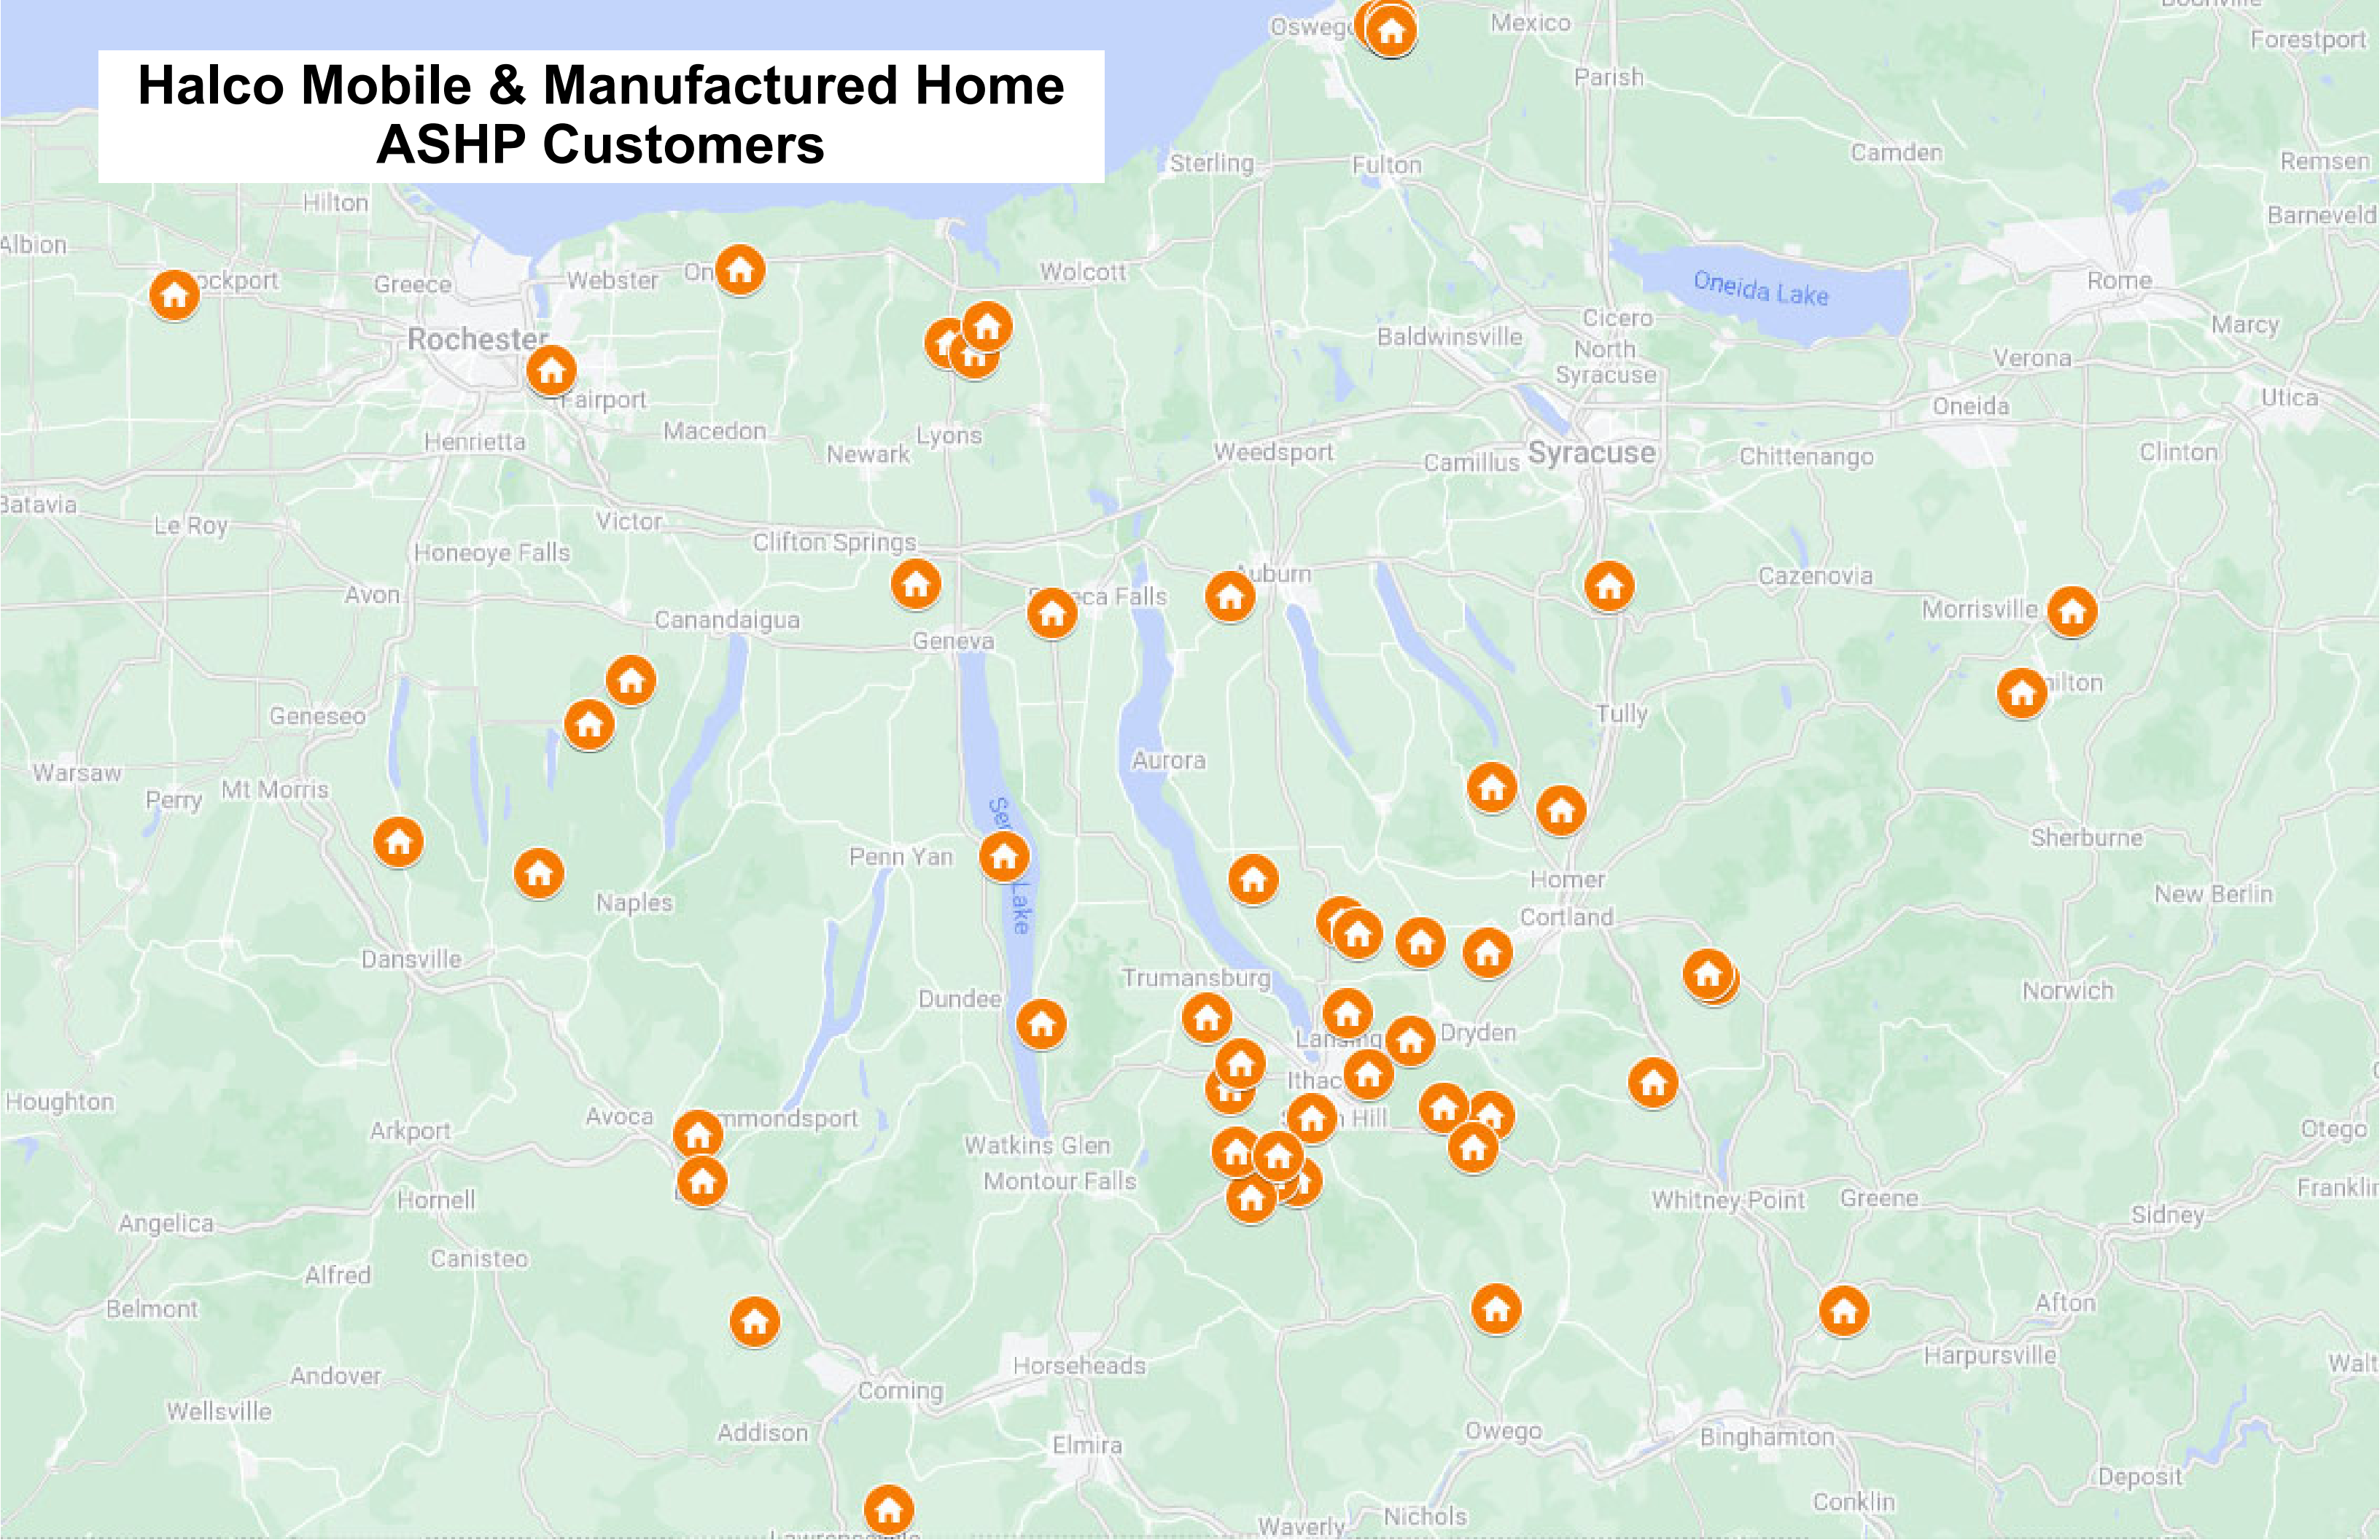 Halco Mobile & Manufactured Home
ASHP Customers
Mexico
Forestport
Parish
Camden
Remsen
Sterling
Fulton
Hilton
Barneveld
Albion
Greece
Webster
Wolcott
Oneida Lake
Rome
Rochester
Baldwinsville
Cicero
Marcy
North
Syracuse
Verona
Fairport
Oneida
Utica
Henrietta
Macedon
Lyons
Newark
Weedsport
Camillus
Syracuse
Chittenango
Clinton
Batavia
Le Roy
Victor
Clifton Springs
Honeoye Falls
Auburn
Cazenovia
Avon
Morrisville
Canandaigua
Geneva
Geneseo
Tully
Aurora
Warsaw
Mt Morris
Perry
Sherburne
Penn Yan
Lake
Homer
New Berlin
Naples
Cortland
Dansville
Trumansburg
Norwich
Dundee
Dryden
Lansing
Houghton
Avoca
Arkport
Otego
Watkins Glen
Montour Falls
Hornell
Whitney Point
Greene
Sidney
Angelica
Canisteo
Alfred
Belmont
Afton
Harpursville
Horseheads
Andover
Corning
Wellsville
Addison
Elmira
Owego
Binghamton
Deposit
Conklin
Nichols
Waverly